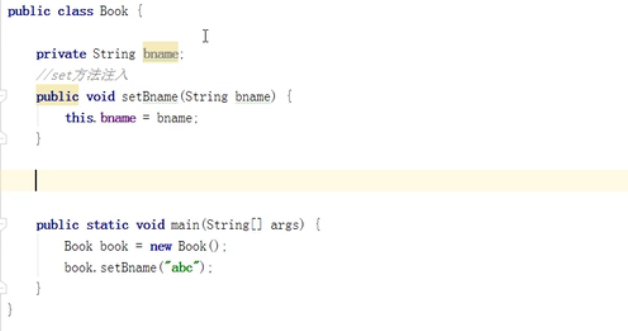 public class Book {
private String bname;
//set方法注入
public void setBname(String bname) {
this.bname = bname;
}
public static void main(String[] args) {
Book book = new Book();
book.setBname("abc");
}
}